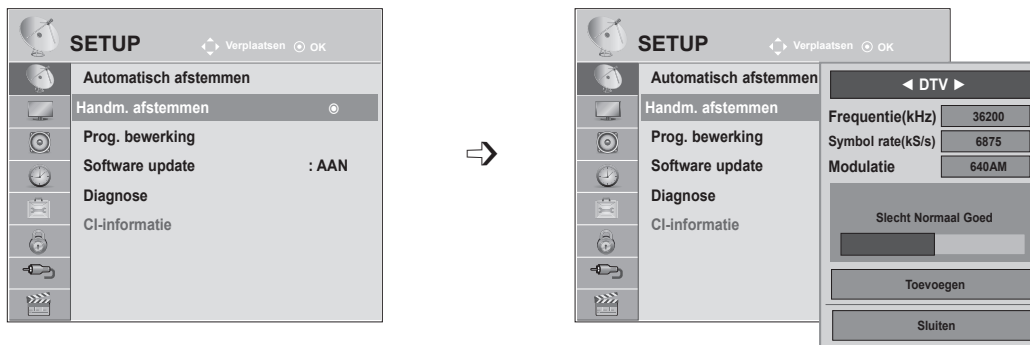 SETUP
Verplaatsen OK
Automatisch afstemmen
Handm. afstemmen
Prog. bewerking
Software update : AAN
Diagnose
CI-informatie
SETUP
Verplaatsen OK
Automatisch afstemmen
Handm. afstemmen
Prog. bewerking
Software update
Diagnose
CI-informatie
◀ DTV ▶
Frequentie(kHz) 36200
Symbol rate(kS/s) 6875
Modulatie 640AM
Slecht Normaal Goed
Toevoegen
Sluiten